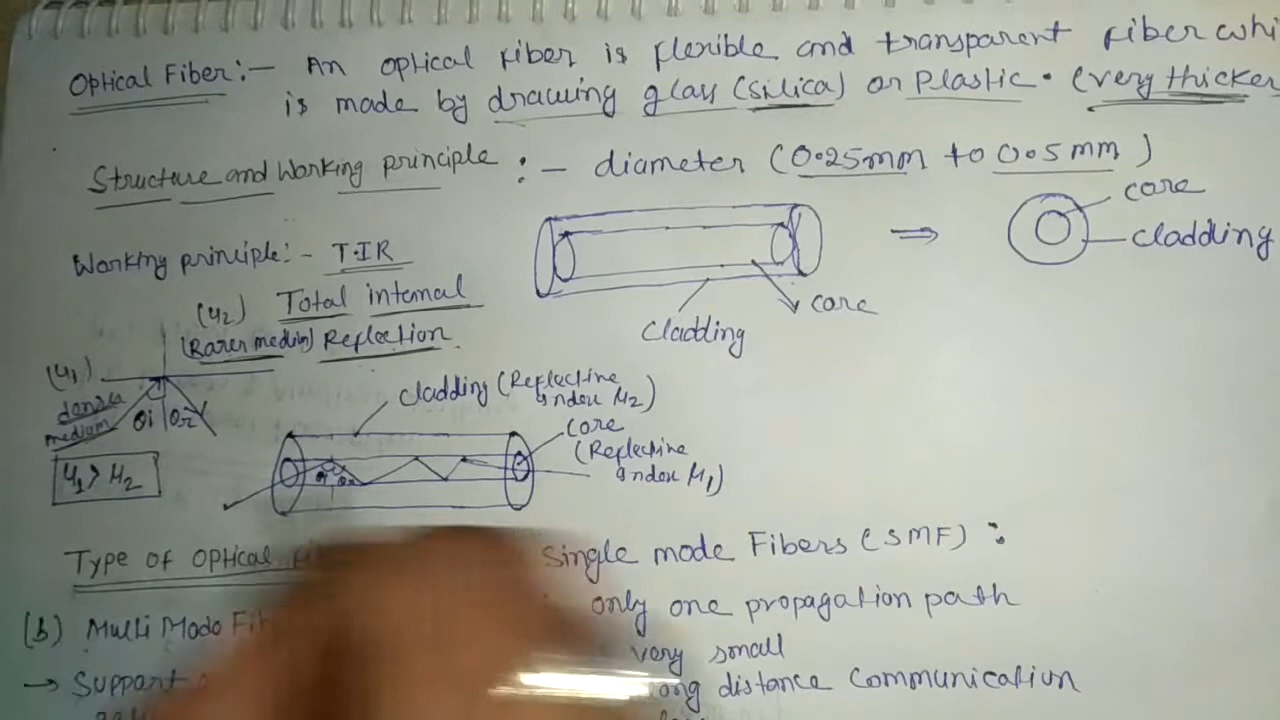 Optical Fiber:- An optical fiber is flexible and transparent fiber whi
is made by drawing glass (silica) or plastic. (very thicker
Structure and Working principle :- diameter (0.25mm to 0.5mm)
core
cladding
core
cladding
Working principle:- T.I.R
(μ2) Total internal
(Rarer medium) Reflection
(μ1)
denser
medium
θi θr
μ1 > μ2
cladding (Reflective
index μ2)
core
(Reflective
index μ1)
Type of optical
Single mode Fibers (SMF) :
only one propagation path
very small
long distance communication
(b) Multi Mode Fi
→ Support